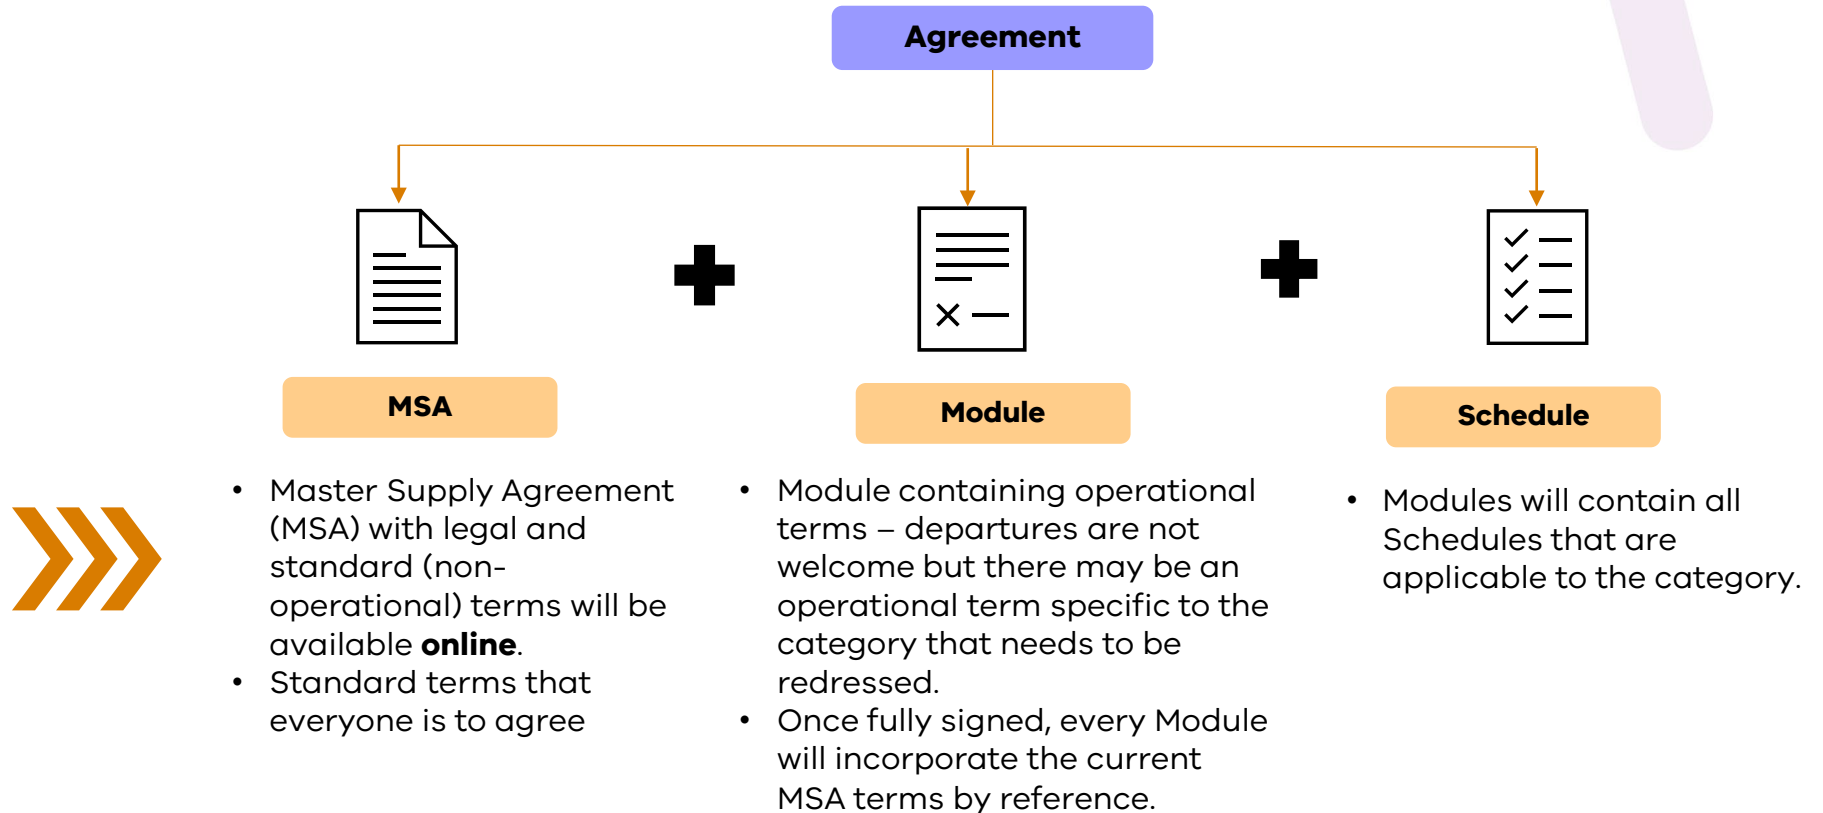 Agreement
MSA
Module
Schedule
• Master Supply Agreement
(MSA) with legal and
standard (non-
operational) terms will be
available online.
• Standard terms that
everyone is to agree
• Module containing operational
terms – departures are not
welcome but there may be an
operational term specific to the
category that needs to be
redressed.
• Once fully signed, every Module
will incorporate the current
MSA terms by reference.
• Modules will contain all
Schedules that are
applicable to the category.